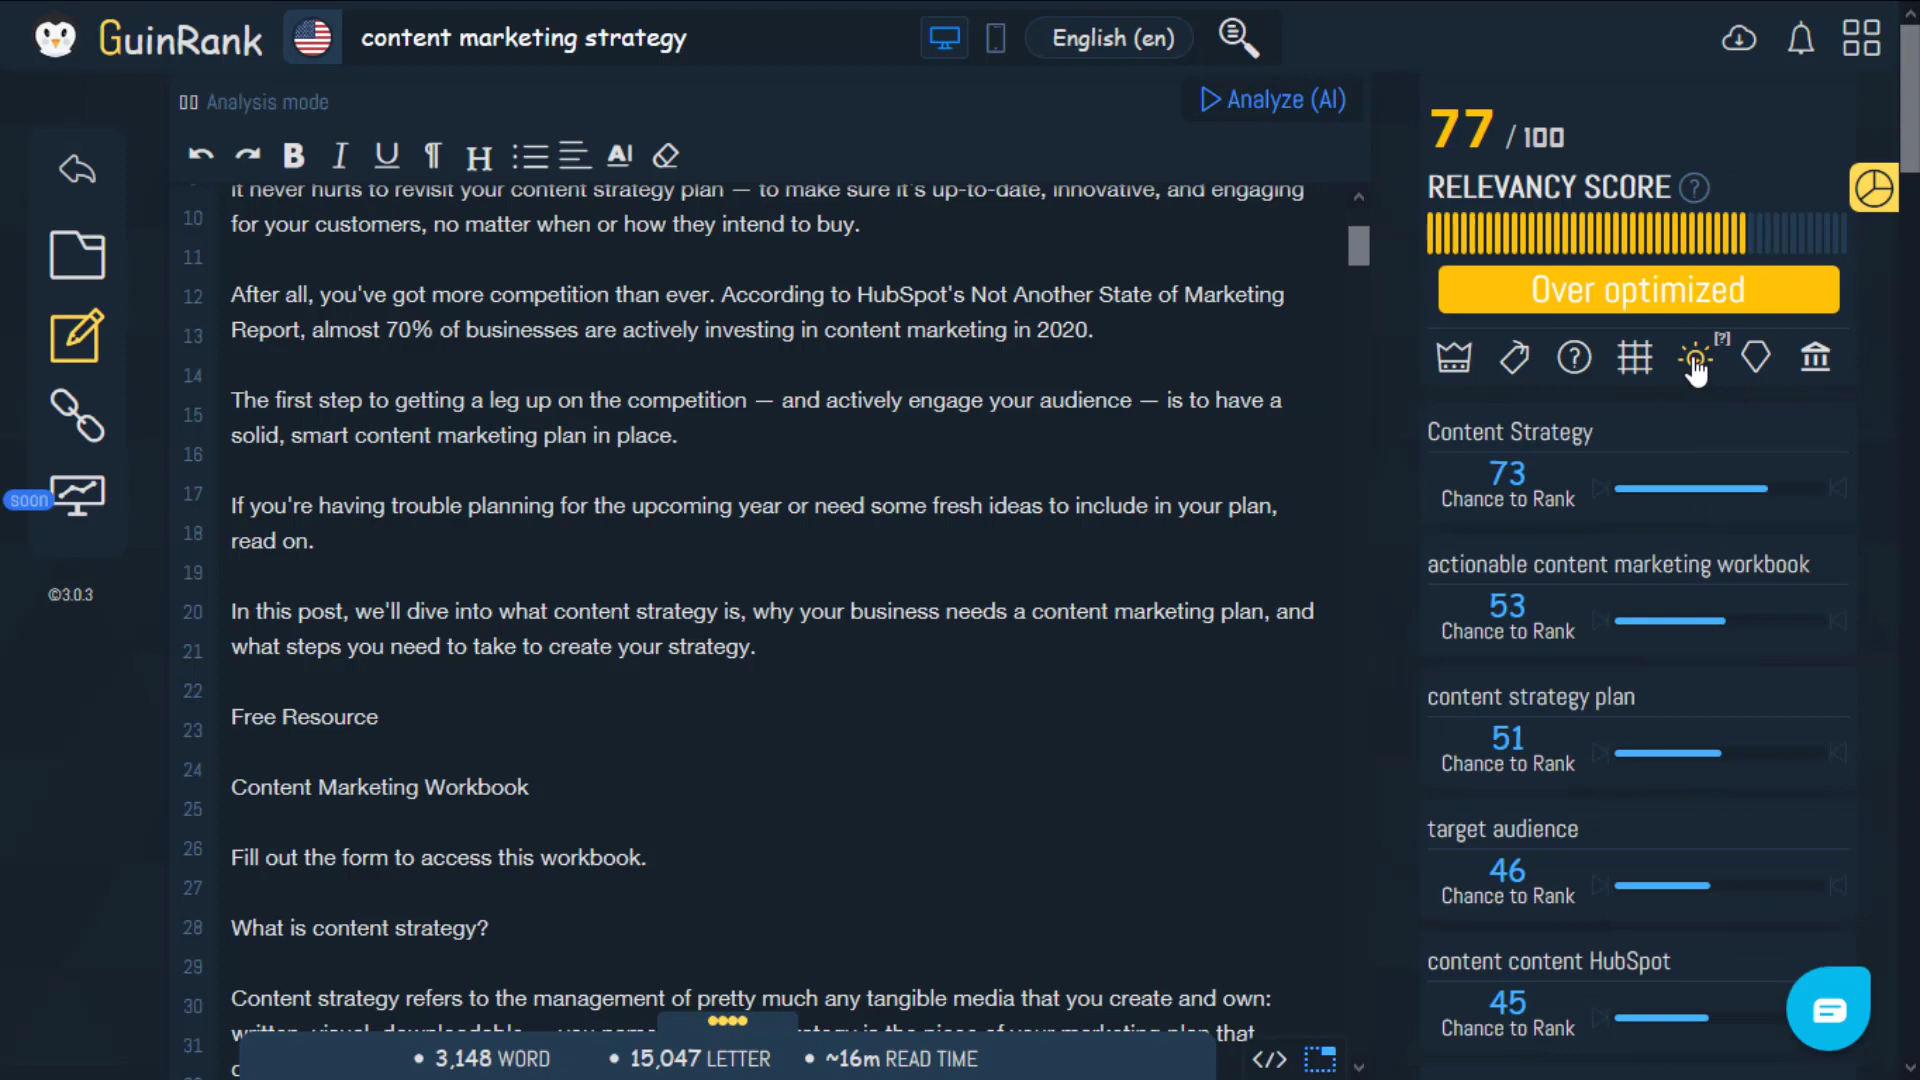 GuinRank
content marketing strategy
English (en)
Analysis mode
Analyze (AI)
B I U ¶ H AI
it never hurts to revisit your content strategy plan — to make sure it's up-to-date, innovative, and engaging
10 for your customers, no matter when or how they intend to buy.
11
12 After all, you've got more competition than ever. According to HubSpot's Not Another State of Marketing
13 Report, almost 70% of businesses are actively investing in content marketing in 2020.
14
15 The first step to getting a leg up on the competition — and actively engage your audience — is to have a
16 solid, smart content marketing plan in place.
17 If you're having trouble planning for the upcoming year or need some fresh ideas to include in your plan,
18 read on.
19
20 In this post, we'll dive into what content strategy is, why your business needs a content marketing plan, and
21 what steps you need to take to create your strategy.
22
23 Free Resource
24 Content Marketing Workbook
25
26 Fill out the form to access this workbook.
27
28 What is content strategy?
29
30 Content strategy refers to the management of pretty much any tangible media that you create and own:
31
3,148 WORD
15,047 LETTER
~16m READ TIME
</>
soon
©3.0.3
77 / 100
RELEVANCY SCORE ?
Over optimized
[?]
Content Strategy
73
Chance to Rank
actionable content marketing workbook
53
Chance to Rank
content strategy plan
51
Chance to Rank
target audience
46
Chance to Rank
content content HubSpot
45
Chance to Rank